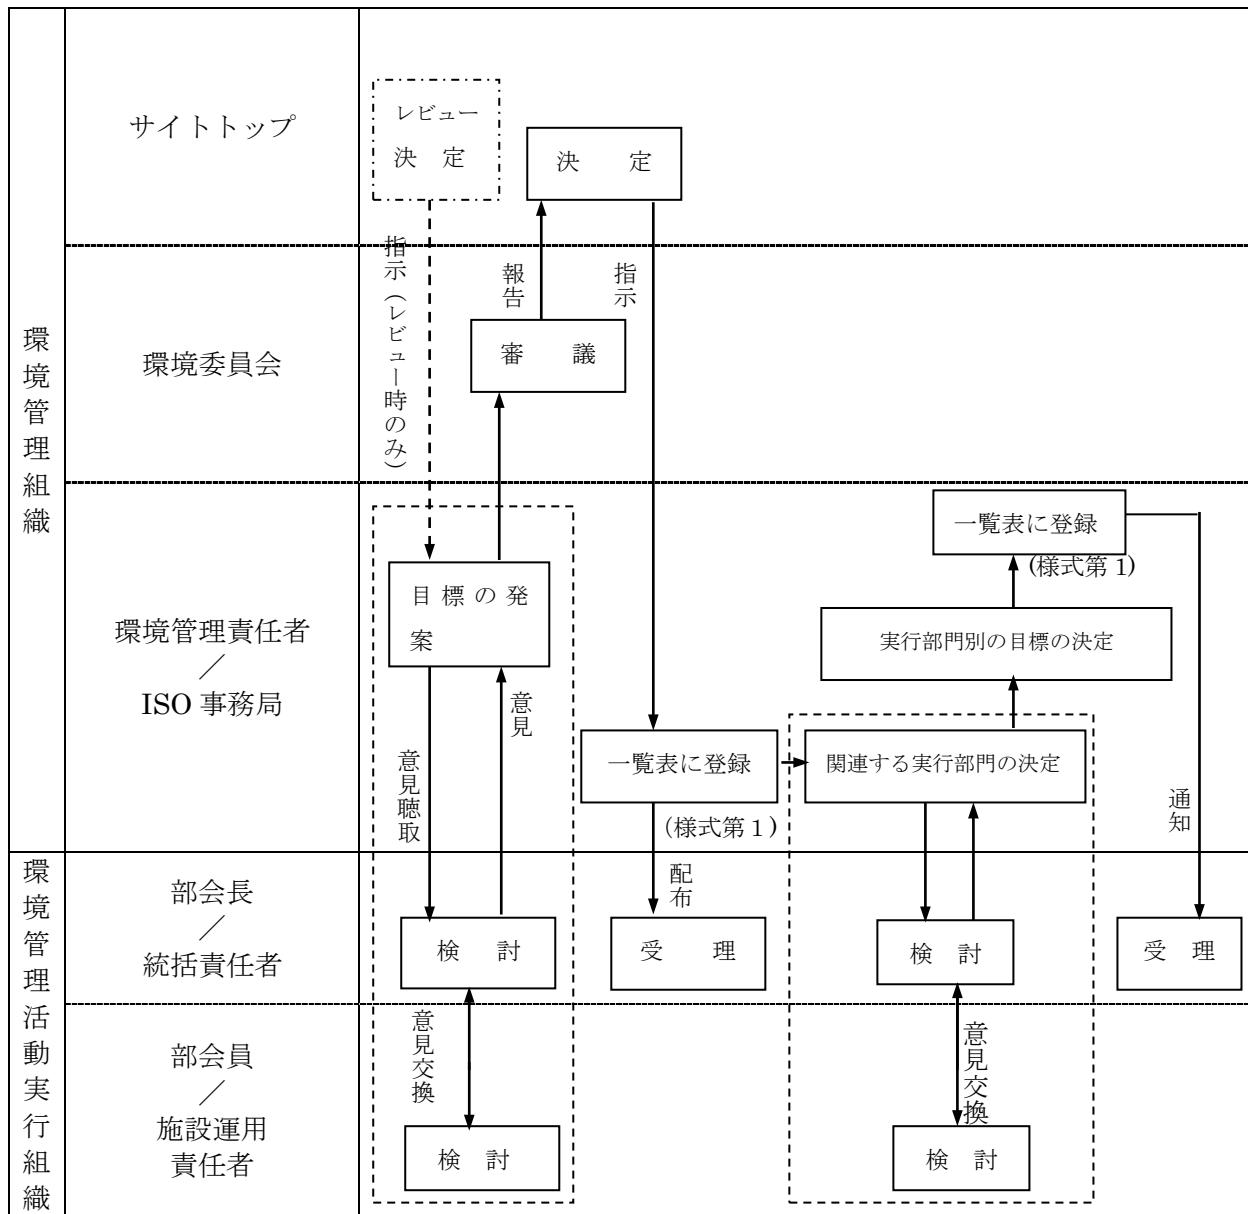 環境管理組織
サイトトップ
レビュー
決 定
決 定
指示（レビュー時のみ）
報告
指示
環境委員会
審 議
環境管理責任者
／
ISO 事務局
目標の発
案
意見聴取
意見
一覧表に登録
(様式第１)
関連する実行部門の決定
実行部門別の目標の決定
一覧表に登録
(様式第 1)
通知
環境管理活動実行組織
部会長
／
統括責任者
検 討
配布
受 理
検 討
受 理
部会員
／
施設運用
責任者
意見交換
検 討
意見交換
検 討